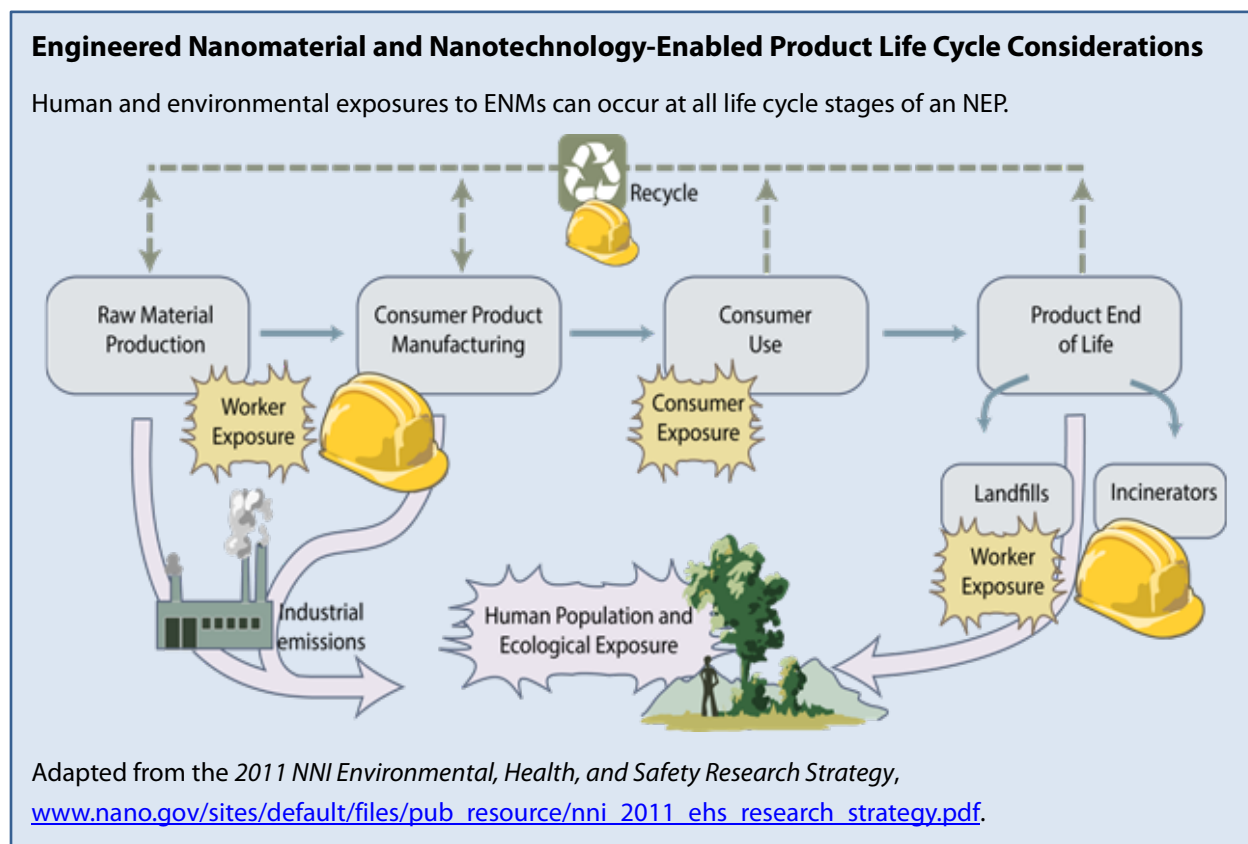 Engineered Nanomaterial and Nanotechnology-Enabled Product Life Cycle Considerations
Human and environmental exposures to ENMs can occur at all life cycle stages of an NEP.
Recycle
Raw Material
Production
Consumer Product
Manufacturing
Consumer
Use
Product End
of Life
Worker
Exposure
Consumer
Exposure
Landfills
Incinerators
Worker
Exposure
Industrial
emissions
Human Population and
Ecological Exposure
Adapted from the 2011 NNI Environmental, Health, and Safety Research Strategy,
www.nano.gov/sites/default/files/pub_resource/nni_2011_ehs_research_strategy.pdf.